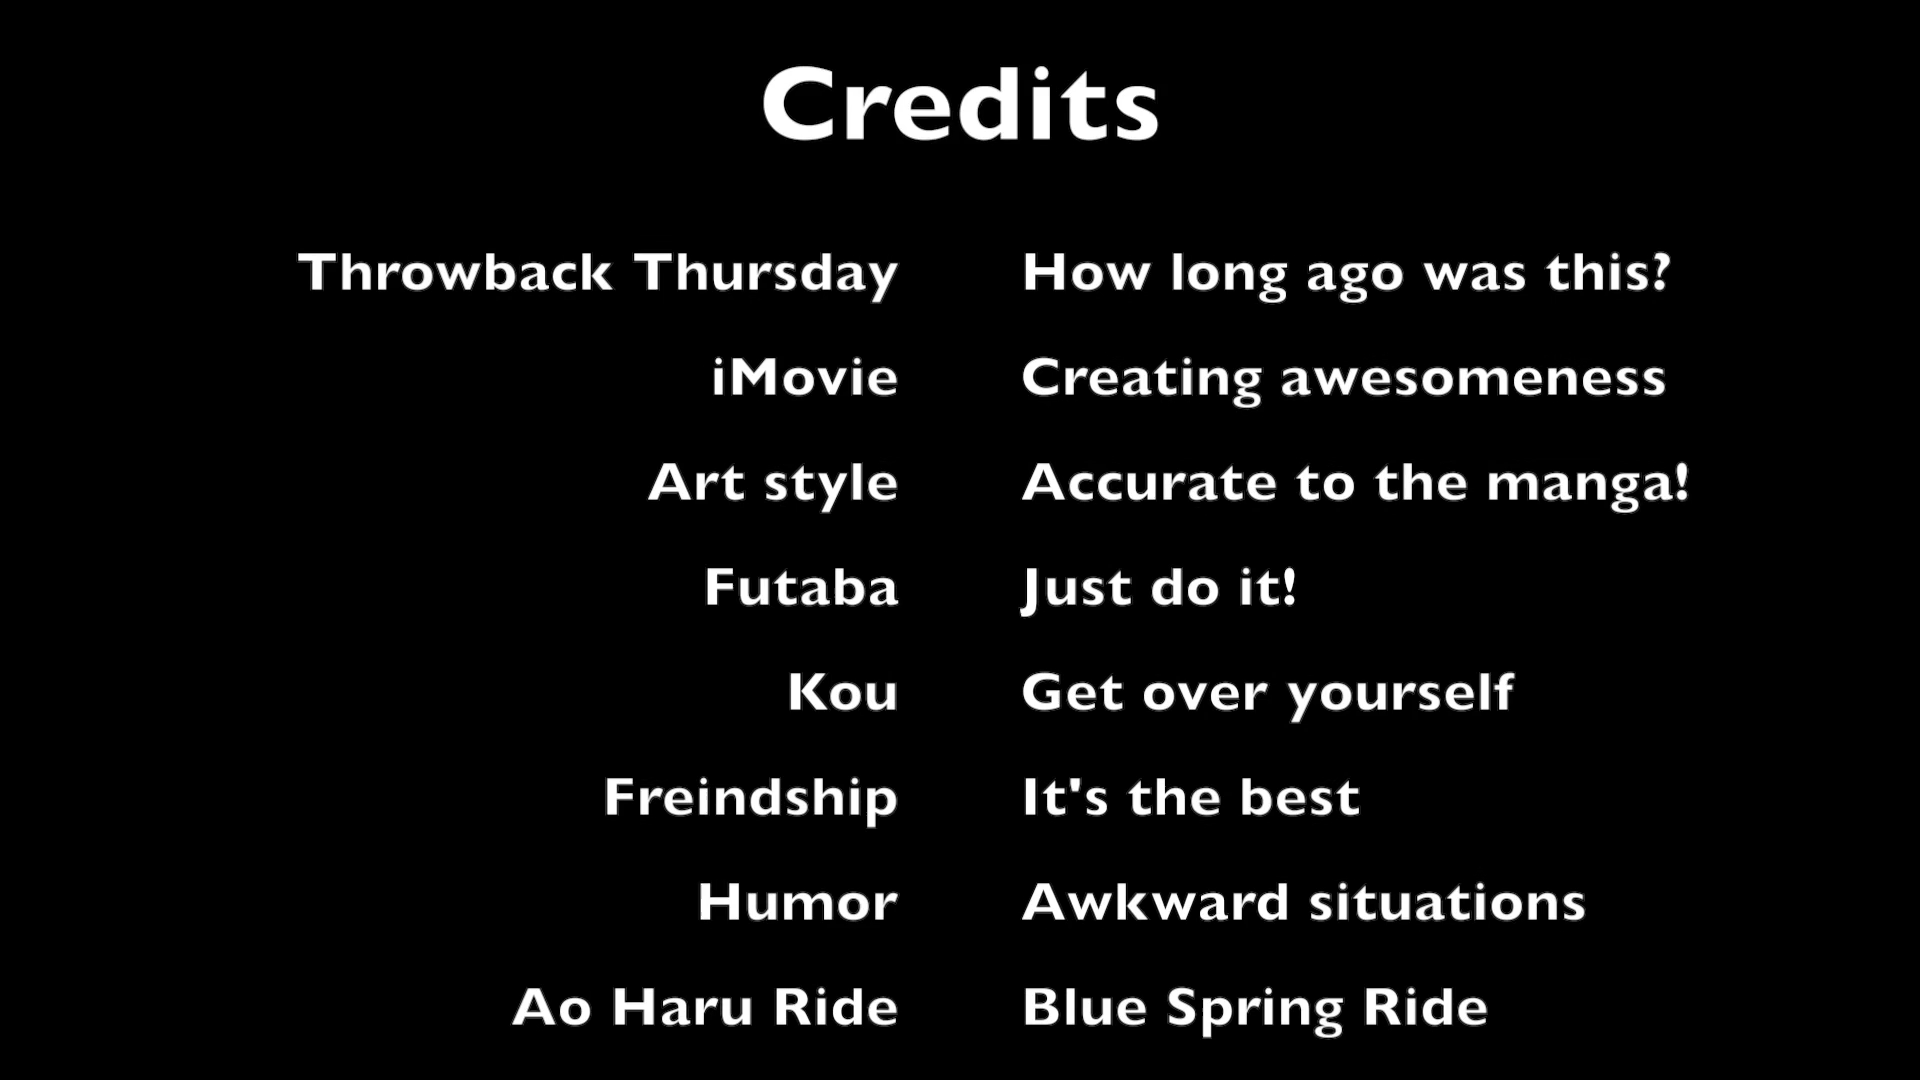 Credits
Throwback Thursday How long ago was this?
iMovie Creating awesomeness
Art style Accurate to the manga!
Futaba Just do it!
Kou Get over yourself
Freindship It's the best
Humor Awkward situations
Ao Haru Ride Blue Spring Ride